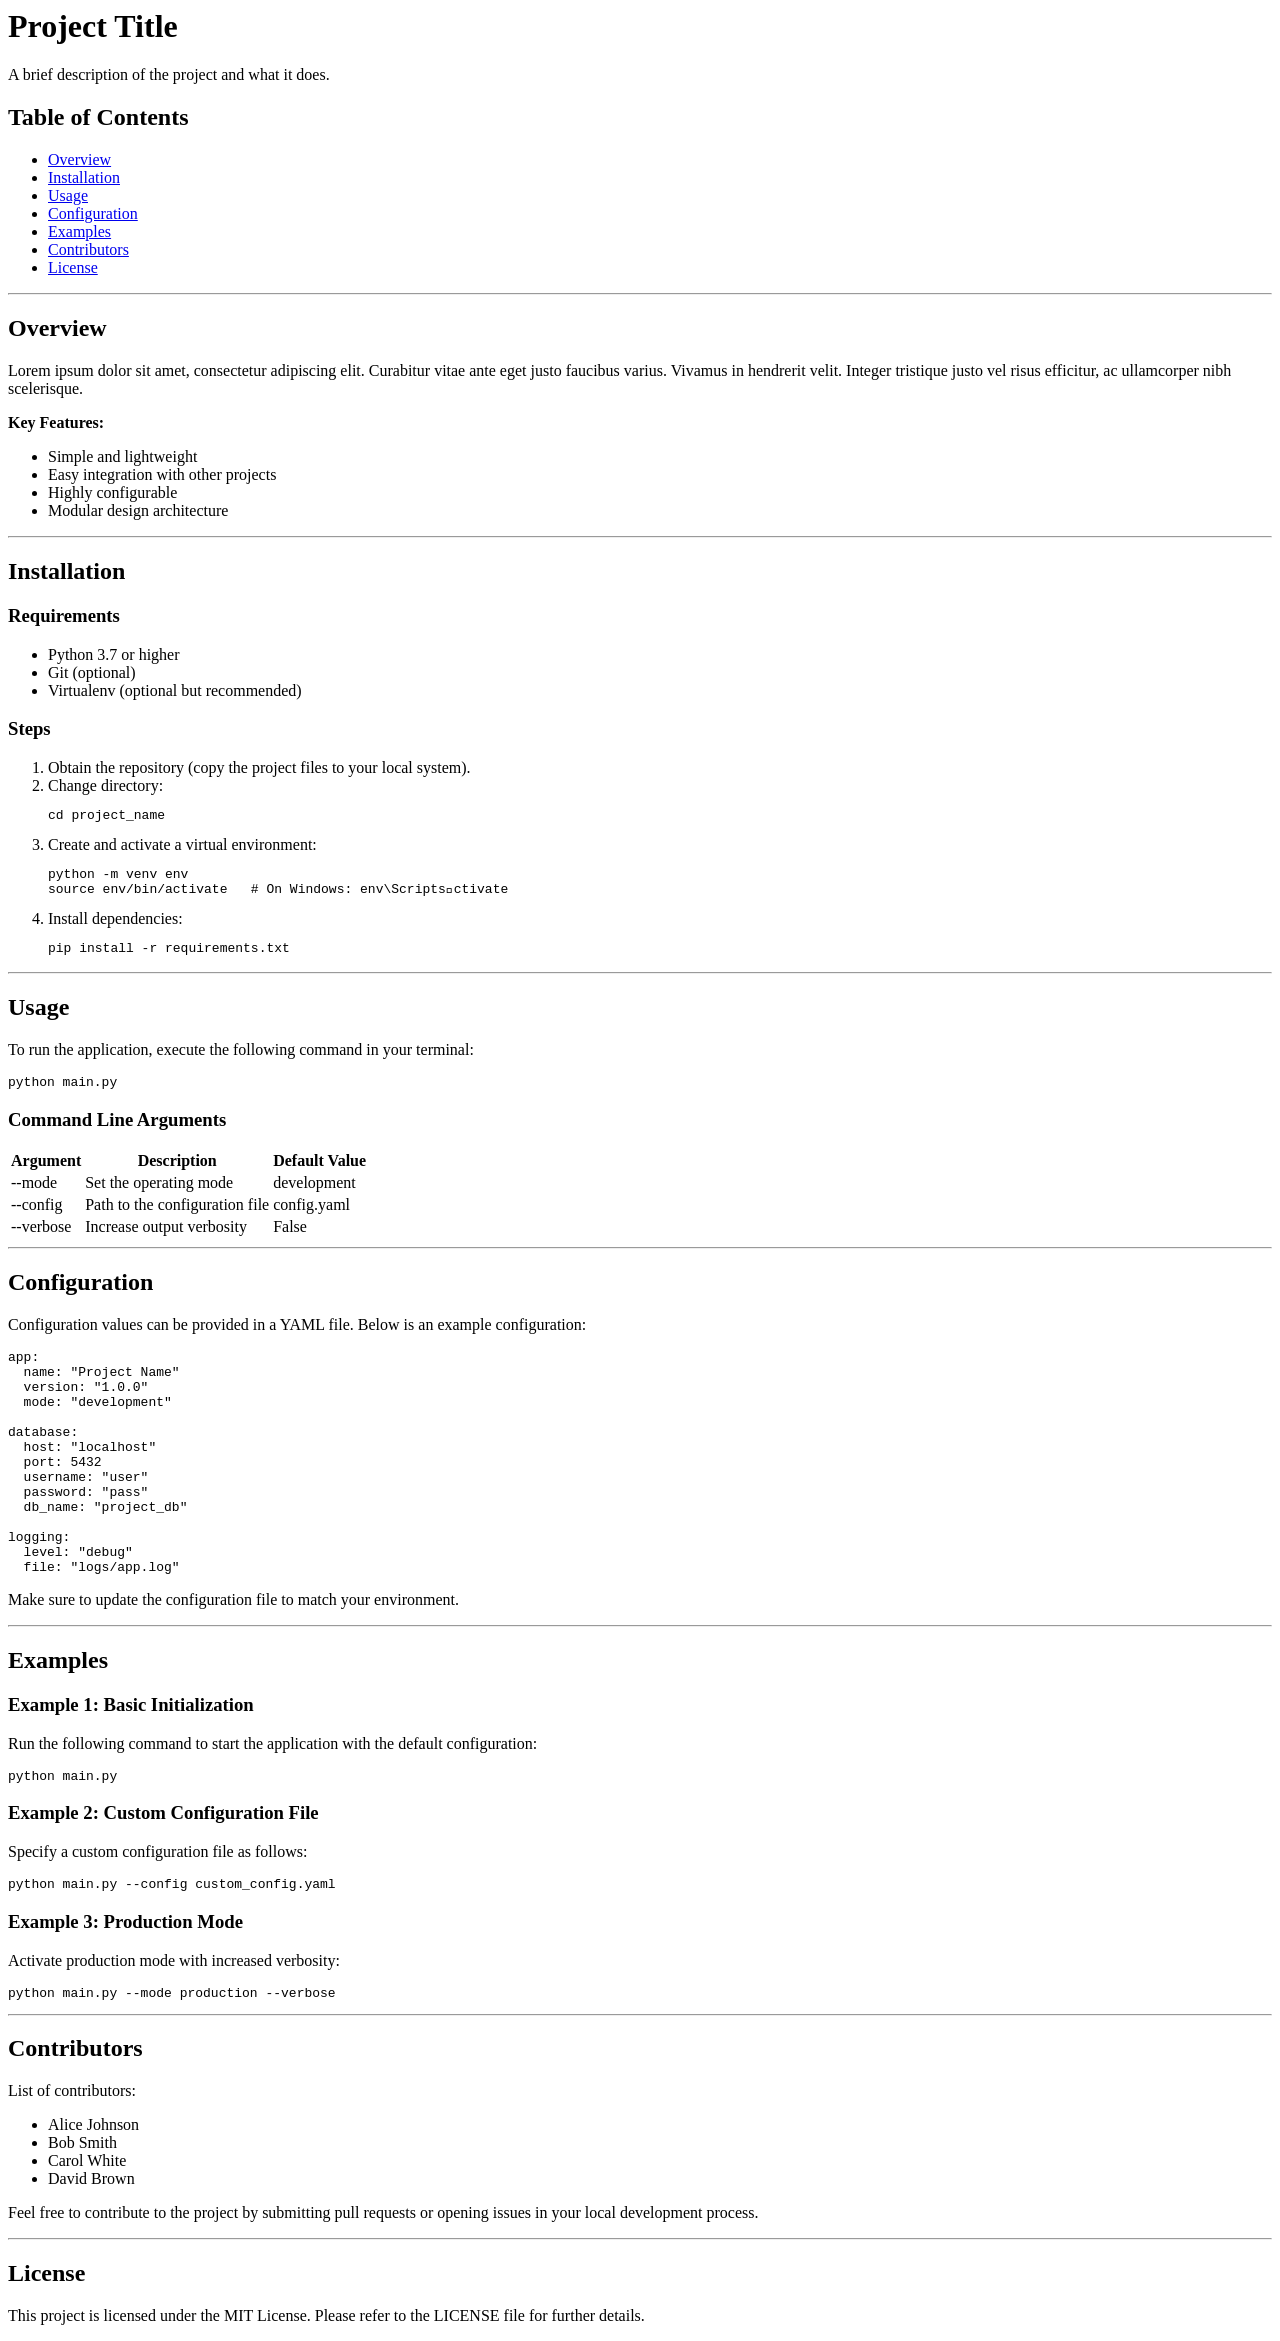 Project Title
A brief description of the project and what it does.
Table of Contents
• Overview
• Installation
• Usage
• Configuration
• Examples
• Contributors
• License
Overview
Lorem ipsum dolor sit amet, consectetur adipiscing elit. Curabitur vitae ante eget justo faucibus varius. Vivamus in hendrerit velit. Integer tristique justo vel risus efficitur, ac ullamcorper nibh
scelerisque.
Key Features:
• Simple and lightweight
• Easy integration with other projects
• Highly configurable
• Modular design architecture
Installation
Requirements
• Python 3.7 or higher
• Git (optional)
• Virtualenv (optional but recommended)
Steps
1. Obtain the repository (copy the project files to your local system).
2. Change directory:
cd project_name
3. Create and activate a virtual environment:
python -m venv env
source env/bin/activate   # On Windows: env\Scripts□ctivate
4. Install dependencies:
pip install -r requirements.txt
Usage
To run the application, execute the following command in your terminal:
python main.py
Command Line Arguments
Argument Description Default Value
--mode Set the operating mode development
--config Path to the configuration file config.yaml
--verbose Increase output verbosity False
Configuration
Configuration values can be provided in a YAML file. Below is an example configuration:
app:
  name: "Project Name"
  version: "1.0.0"
  mode: "development"
database:
  host: "localhost"
  port: 5432
  username: "user"
  password: "pass"
  db_name: "project_db"
logging:
  level: "debug"
  file: "logs/app.log"
Make sure to update the configuration file to match your environment.
Examples
Example 1: Basic Initialization
Run the following command to start the application with the default configuration:
python main.py
Example 2: Custom Configuration File
Specify a custom configuration file as follows:
python main.py --config custom_config.yaml
Example 3: Production Mode
Activate production mode with increased verbosity:
python main.py --mode production --verbose
Contributors
List of contributors:
• Alice Johnson
• Bob Smith
• Carol White
• David Brown
Feel free to contribute to the project by submitting pull requests or opening issues in your local development process.
License
This project is licensed under the MIT License. Please refer to the LICENSE file for further details.